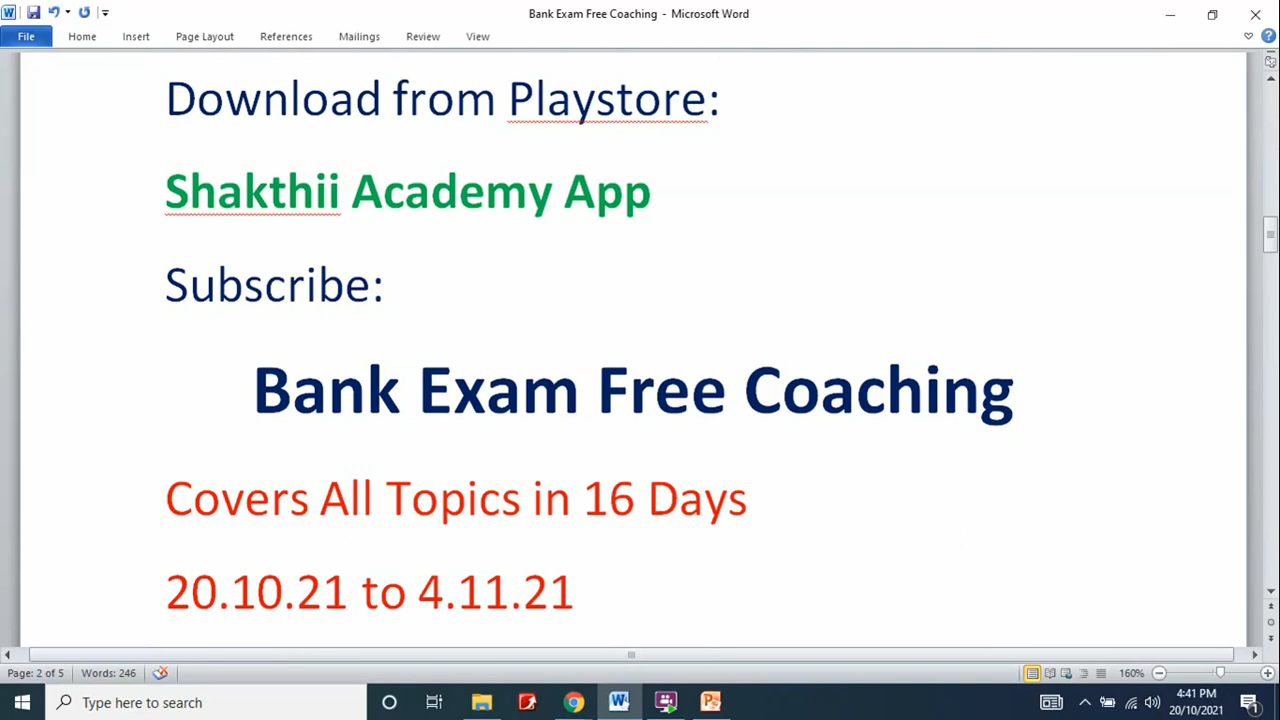 Bank Exam Free Coaching - Microsoft Word
File Home Insert Page Layout References Mailings Review View
Download from Playstore:
Shakthii Academy App
Subscribe:
Bank Exam Free Coaching
Covers All Topics in 16 Days
20.10.21 to 4.11.21
Page: 2 of 5 Words: 246 160%
Type here to search
4:41 PM
20/10/2021